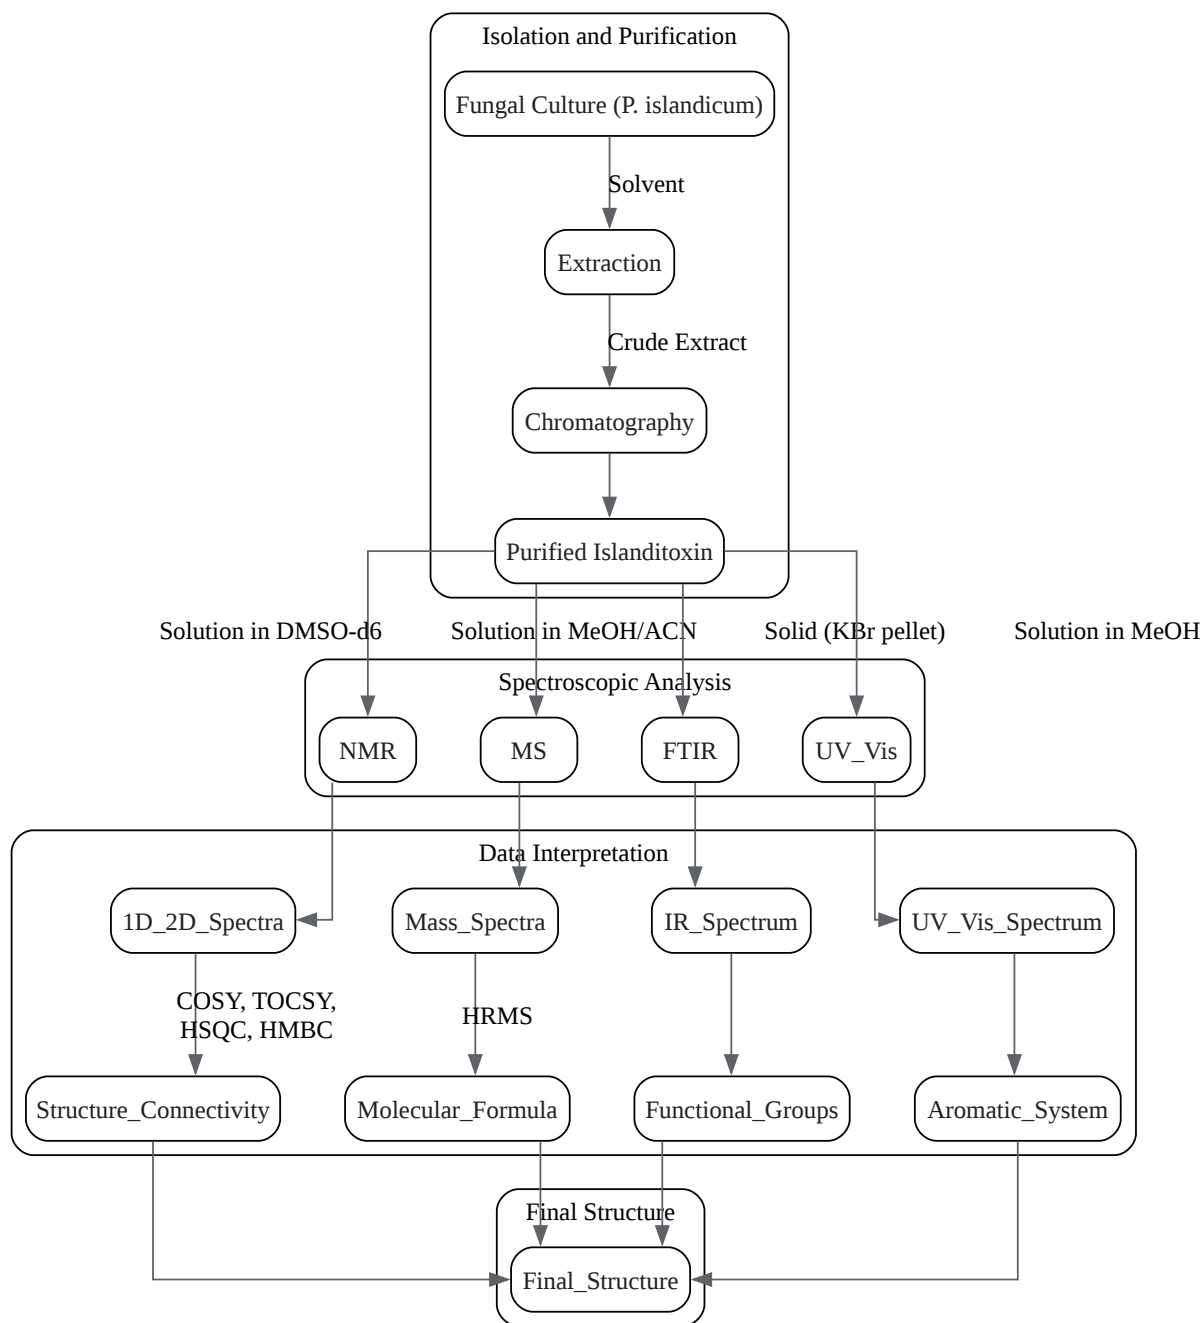 Isolation and Purification
Fungal Culture (P. islandicum)
Solvent
Extraction
Crude Extract
Chromatography
Purified Islanditoxin
Solution in DMSO-d6
Solution in MeOH/ACN
Solid (KBr pellet)
Solution in MeOH
Spectroscopic Analysis
NMR
MS
FTIR
UV_Vis
Data Interpretation
1D_2D_Spectra
Mass_Spectra
IR_Spectrum
UV_Vis_Spectrum
COSY, TOCSY,
HSQC, HMBC
HRMS
Structure_Connectivity
Molecular_Formula
Functional_Groups
Aromatic_System
Final Structure
Final_Structure